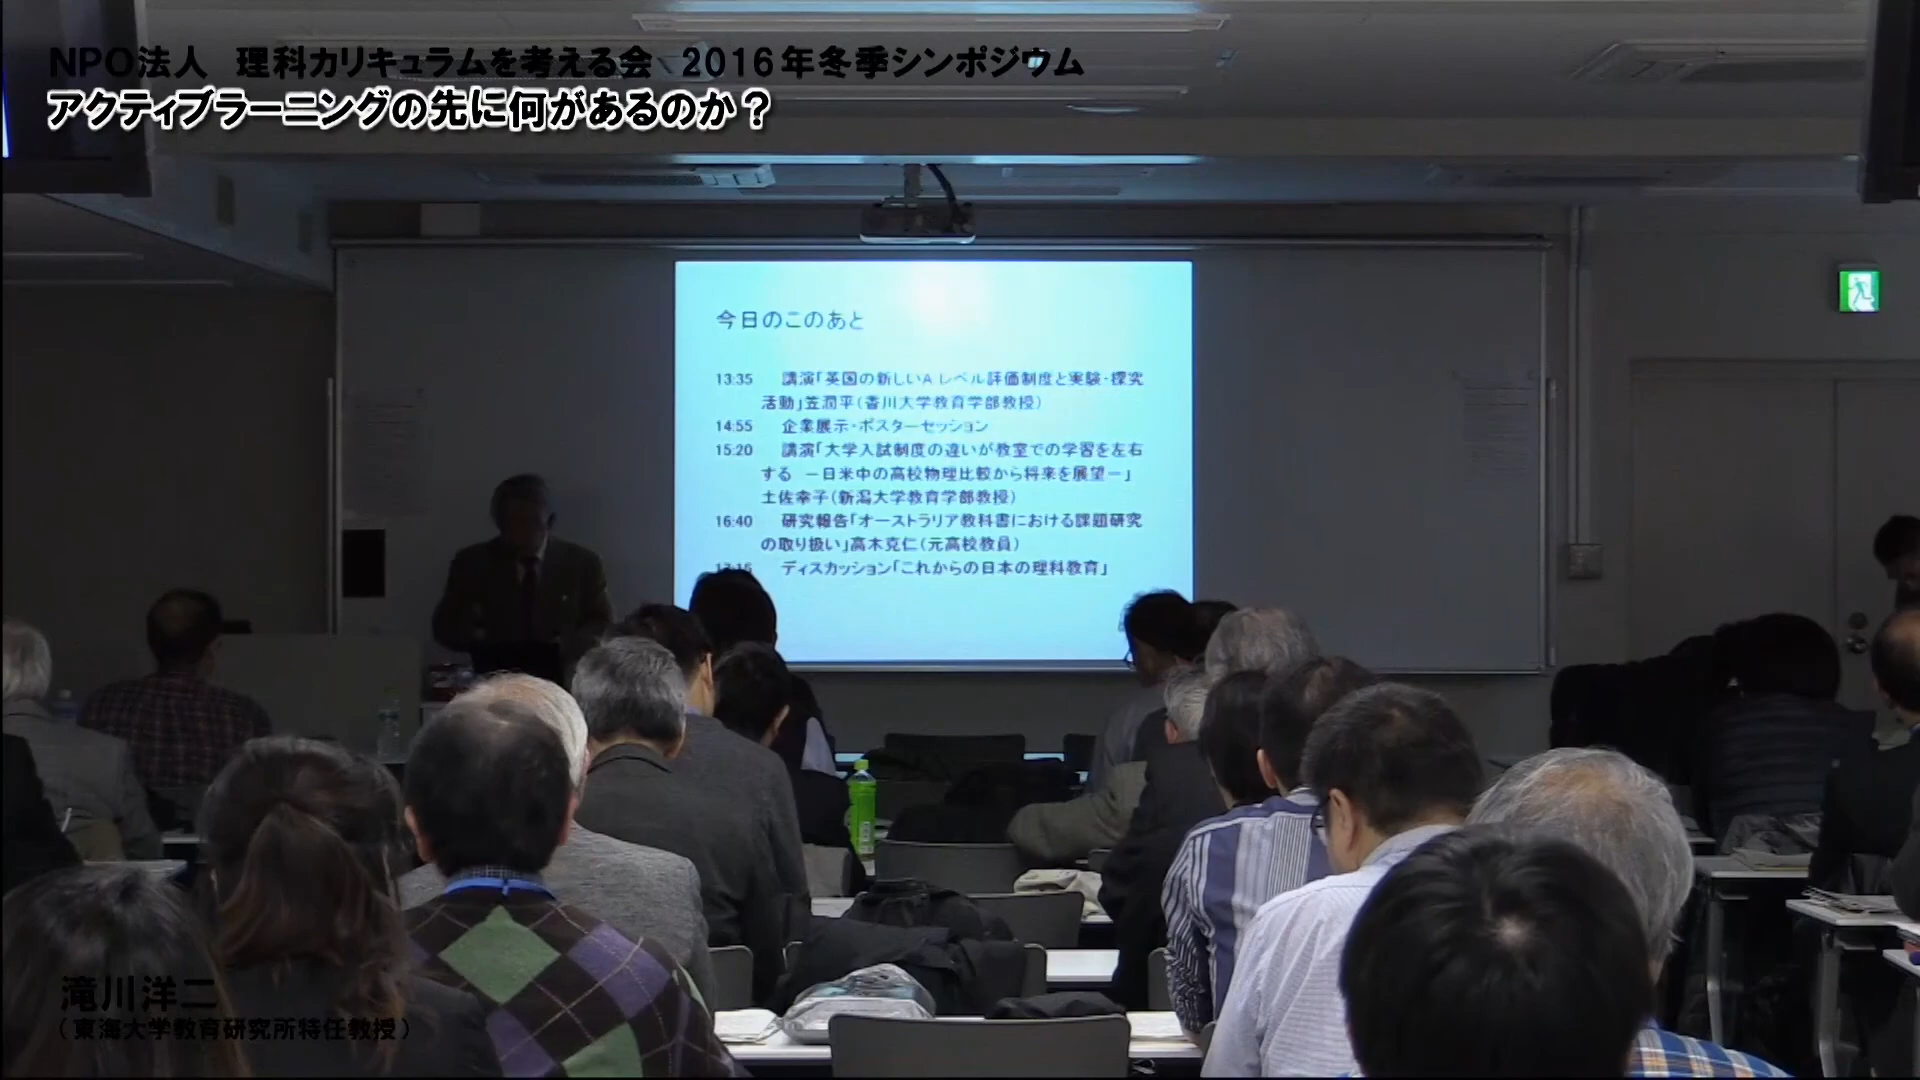 NPO法人　理科カリキュラムを考える会　2016年冬季シンポジウム
アクティブラーニングの先に何があるのか？
今日のこのあと
13:35　講演「英国の新しいA レベル評価制度と実験・探究
活動」笠潤平（香川大学教育学部教授）
14:55　企業展示・ポスターセッション
15:20　講演「大学入試制度の違いが教室での学習を左右
する　－日米中の高校物理比較から将来を展望－」
土佐幸子（新潟大学教育学部教授）
16:40　研究報告「オーストラリア教科書における課題研究
の取り扱い」高木克仁（元高校教員）
17:15　ディスカッション「これからの日本の理科教育」
滝川洋二
（東海大学教育研究所特任教授）